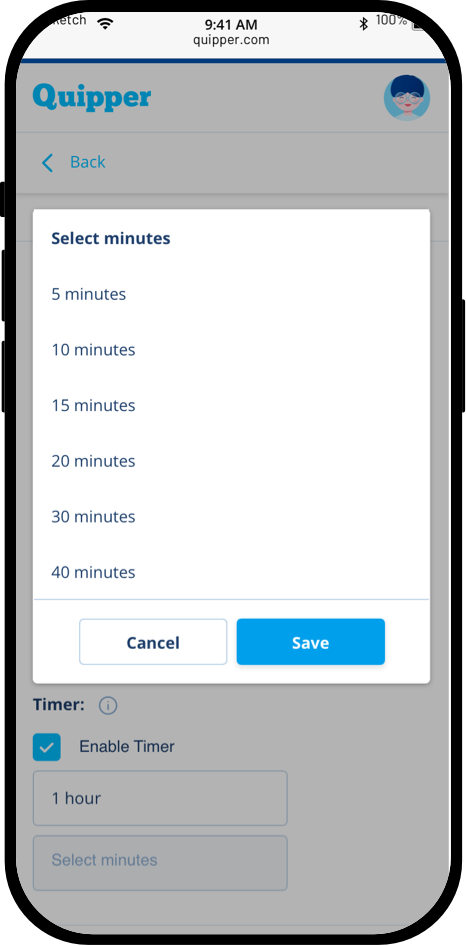 9:41 AM
100%
quipper.com
Quipper
Back
Select minutes
5 minutes
10 minutes
15 minutes
20 minutes
30 minutes
40 minutes
Cancel
Save
Timer:
Enable Timer
1 hour
Select minutes